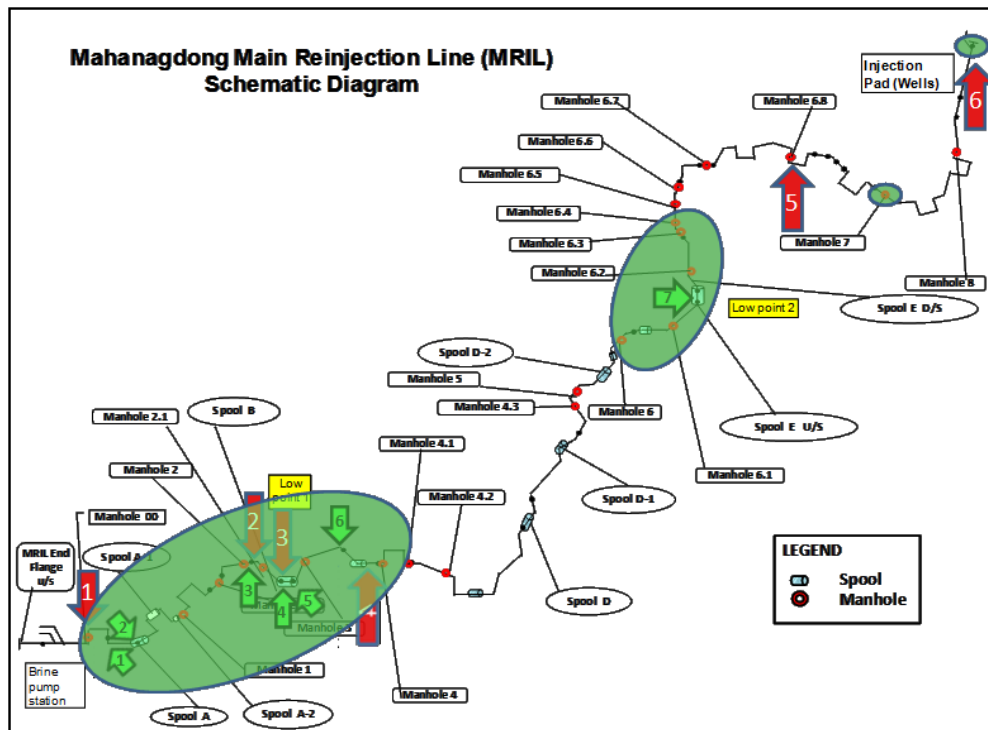 Mahanagdong Main Reinjection Line (MRIL)
Schematic Diagram
Injection
Pad (Wells)
6
Manhole 6.7
Manhole 6.8
Manhole 6.6
Manhole 6.5
5
Manhole 6.4
Manhole 6.3
Manhole 7
Manhole 6.2
Manhole 8
7
Low point 2
Spool E D/S
Spool D-2
Manhole 5
Manhole 4.3
Manhole 6
Spool E U/S
Manhole 2.1
Spool B
Manhole 4.1
Manhole 6.1
Manhole 2
Low
point 1
Manhole 4.2
Spool D-1
Manhole 00
2
3
6
MRIL End
Flange
u/s
Spool A-1
1
3
4
5
4
2
1
Manhole 3
Spool D
LEGEND
Spool
Manhole
Brine
pump
station
Manhole 1
Manhole 4
Spool A
Spool A-2